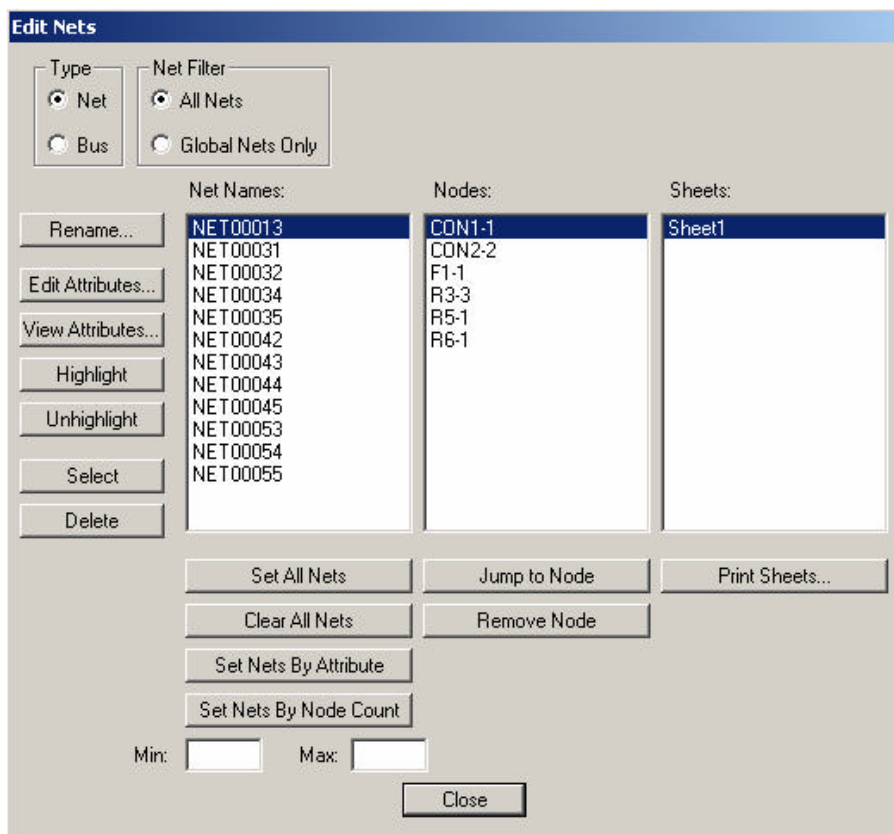 Edit Nets
Type
Net
Bus
Net Filter
All Nets
Global Nets Only
Net Names:
Nodes:
Sheets:
Rename...
Edit Attributes...
View Attributes...
Highlight
Unhighlight
Select
Delete
NET00013
NET00031
NET00032
NET00034
NET00035
NET00042
NET00043
NET00044
NET00045
NET00053
NET00054
NET00055
CON1-1
CON2-2
F1-1
R3-3
R5-1
R6-1
Sheet1
Set All Nets
Jump to Node
Print Sheets...
Clear All Nets
Remove Node
Set Nets By Attribute
Set Nets By Node Count
Min:
Max:
Close